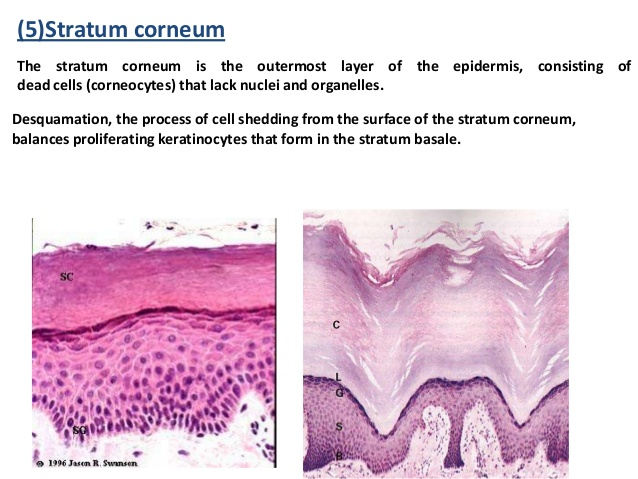 (5)Stratum corneum
The stratum corneum is the outermost layer of the epidermis, consisting of
dead cells (corneocytes) that lack nuclei and organelles.
Desquamation, the process of cell shedding from the surface of the stratum corneum,
balances proliferating keratinocytes that form in the stratum basale.
SC
C
L
G
S
B
SG
© 1996 Jason R. Swanson